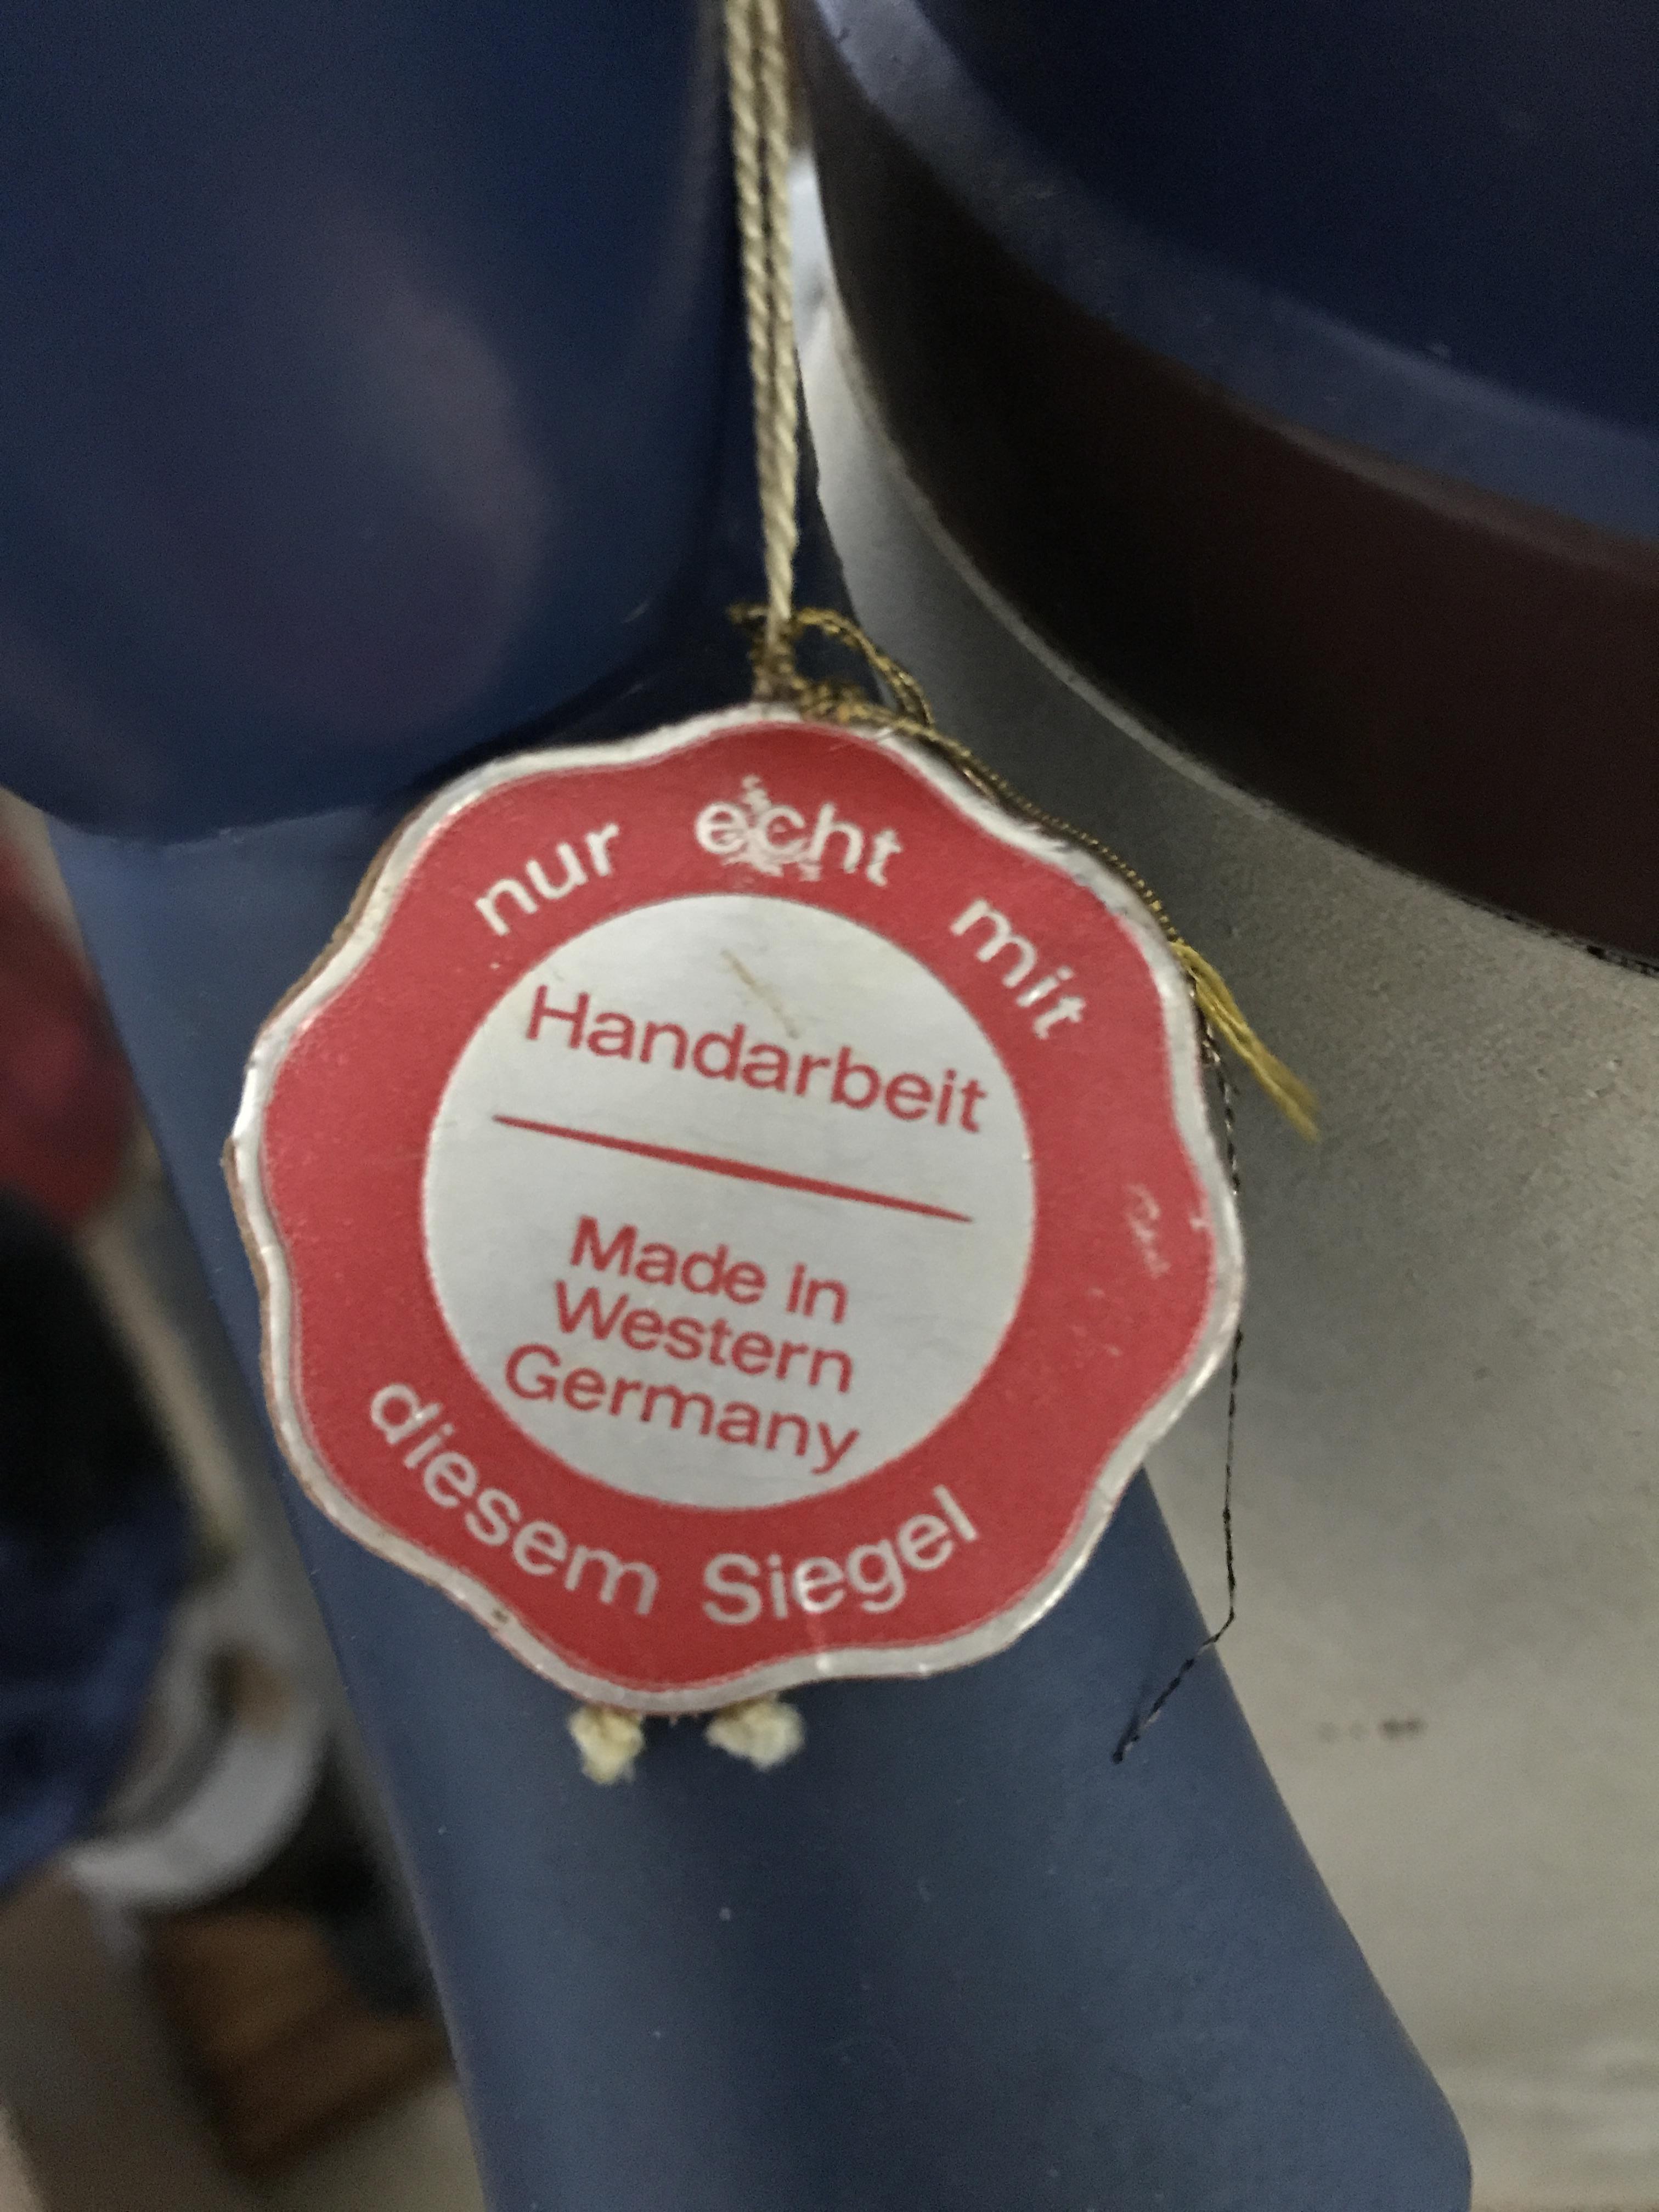 nur echt mit
Handarbeit
Made in
Western
Germany
diesem Siegel